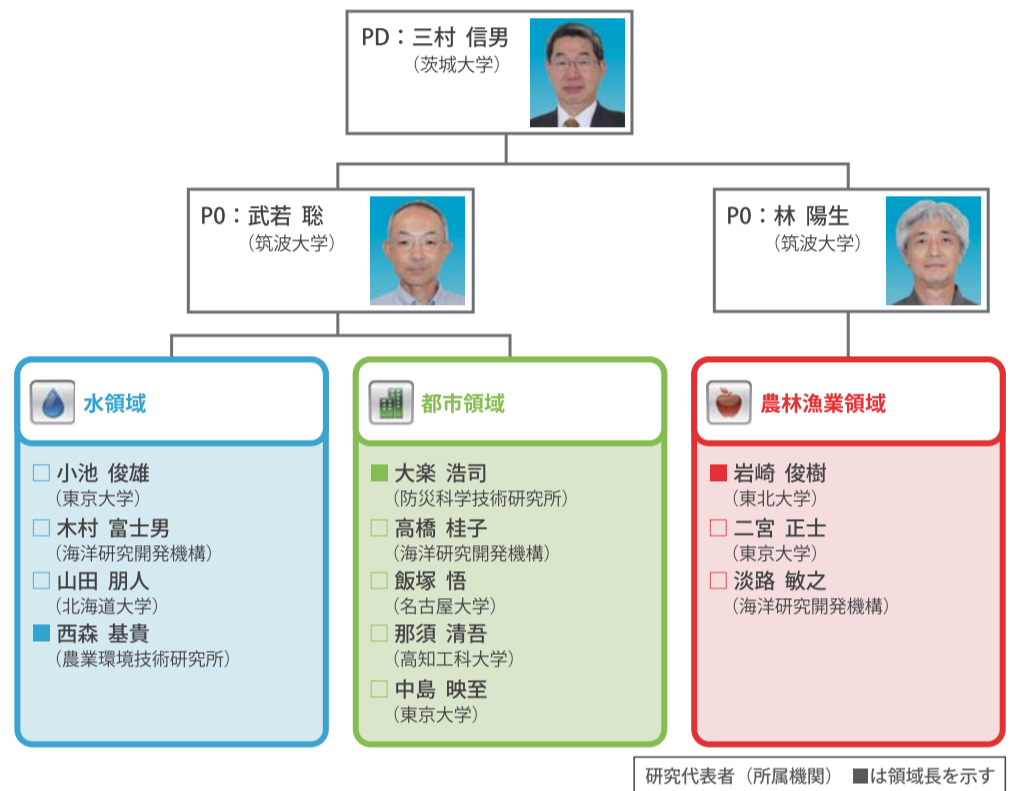 PD：三村 信男
（茨城大学）
PO：武若 聡
（筑波大学）
PO：林 陽生
（筑波大学）
水領域
□ 小池 俊雄
（東京大学）
□ 木村 富士男
（海洋研究開発機構）
□ 山田 朋人
（北海道大学）
■ 西森 基貴
（農業環境技術研究所）
都市領域
■ 大楽 浩司
（防災科学技術研究所）
□ 高橋 桂子
（海洋研究開発機構）
□ 飯塚 悟
（名古屋大学）
□ 那須 清吾
（高知工科大学）
□ 中島 映至
（東京大学）
農林漁業領域
■ 岩崎 俊樹
（東北大学）
□ 二宮 正士
（東京大学）
□ 淡路 敏之
（海洋研究開発機構）
研究代表者（所属機関） ■は領域長を示す